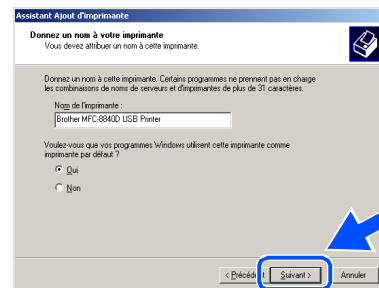 Assistant Ajout d'imprimante
Donnez un nom à votre imprimante
Vous devez attribuer un nom à cette imprimante.
Donnez un nom à cette imprimante. Certains programmes ne prennent pas en charge
les combinaisons de noms de serveurs et d'imprimantes de plus de 31 caractères.
Nom de l'imprimante :
Brother MFC-8840D USB Printer
Voulez-vous que vos programmes Windows utilisent cette imprimante comme
imprimante par défaut ?
Oui
Non
< Précéden t
Suivant >
Annuler